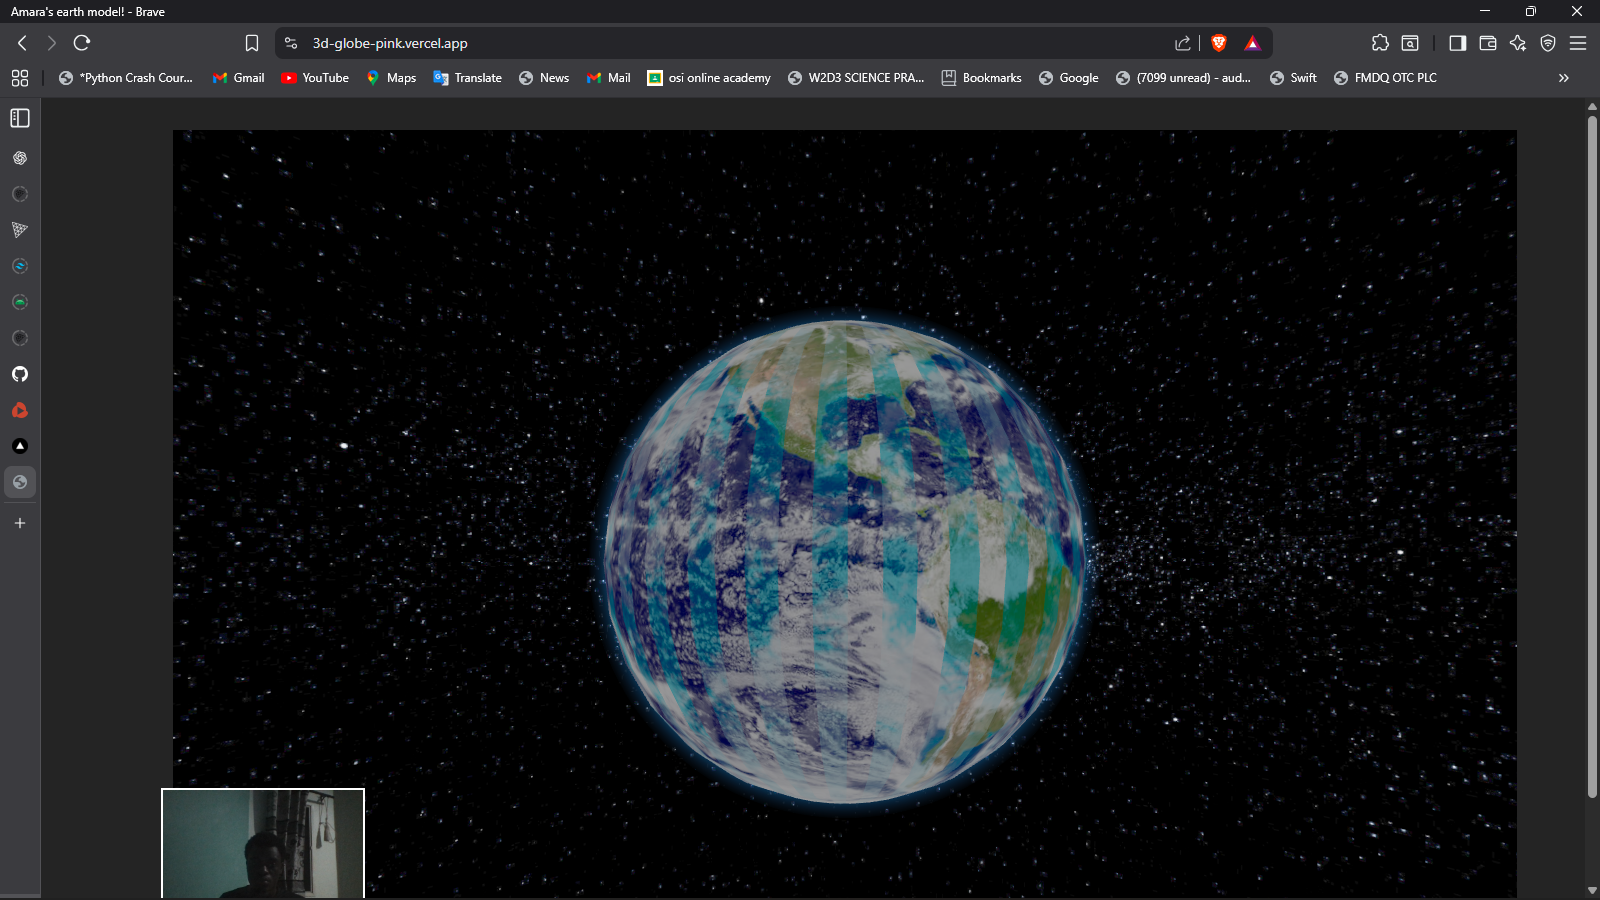 Amara's earth model! - Brave
3d-globe-pink.vercel.app
*Python Crash Cour... Gmail YouTube Maps Translate News Mail osi online academy W2D3 SCIENCE PRA... Bookmarks Google (7099 unread) - aud... Swift FMDQ OTC PLC